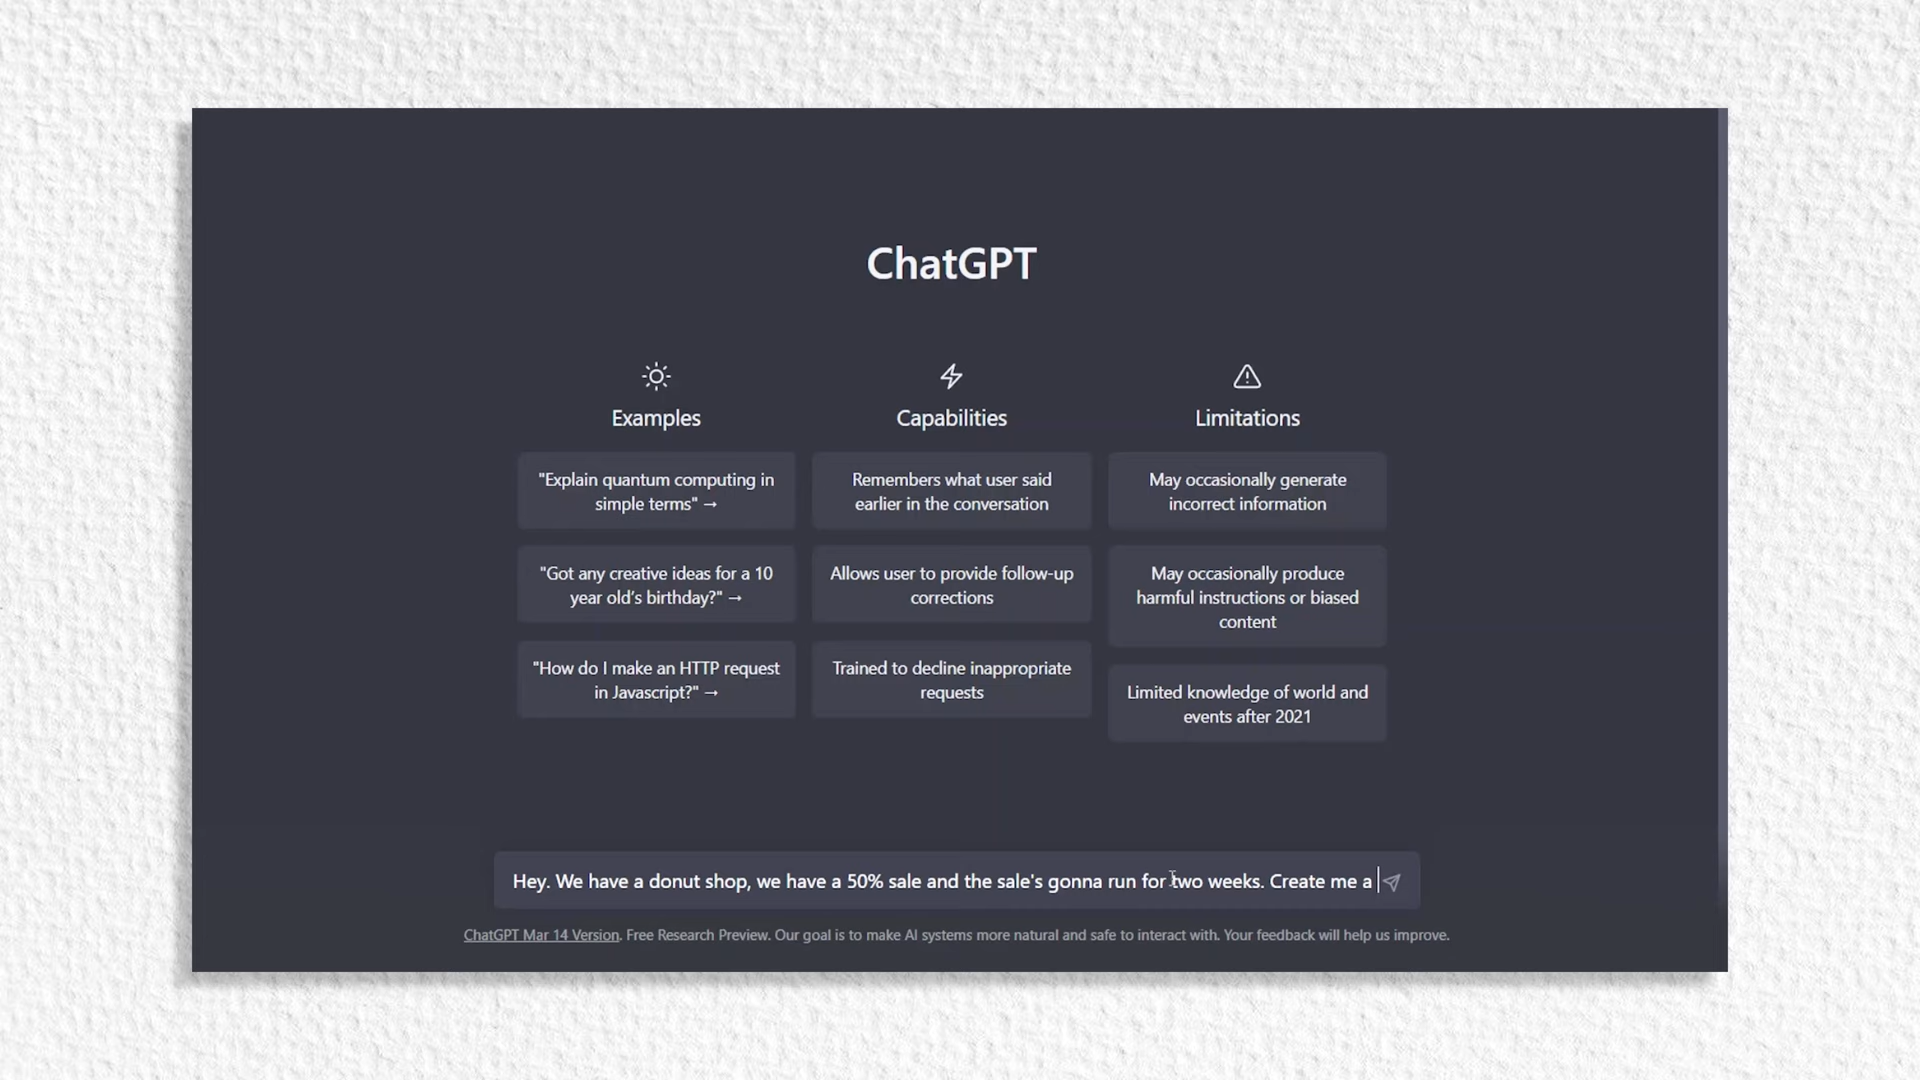 ChatGPT
Examples
"Explain quantum computing in
simple terms" →
"Got any creative ideas for a 10
year old's birthday?" →
"How do I make an HTTP request
in Javascript?" →
Capabilities
Remembers what user said
earlier in the conversation
Allows user to provide follow-up
corrections
Trained to decline inappropriate
requests
Limitations
May occasionally generate
incorrect information
May occasionally produce
harmful instructions or biased
content
Limited knowledge of world and
events after 2021
Hey. We have a donut shop, we have a 50% sale and the sale's gonna run for two weeks. Create me a
ChatGPT Mar 14 Version. Free Research Preview. Our goal is to make AI systems more natural and safe to interact with. Your feedback will help us improve.